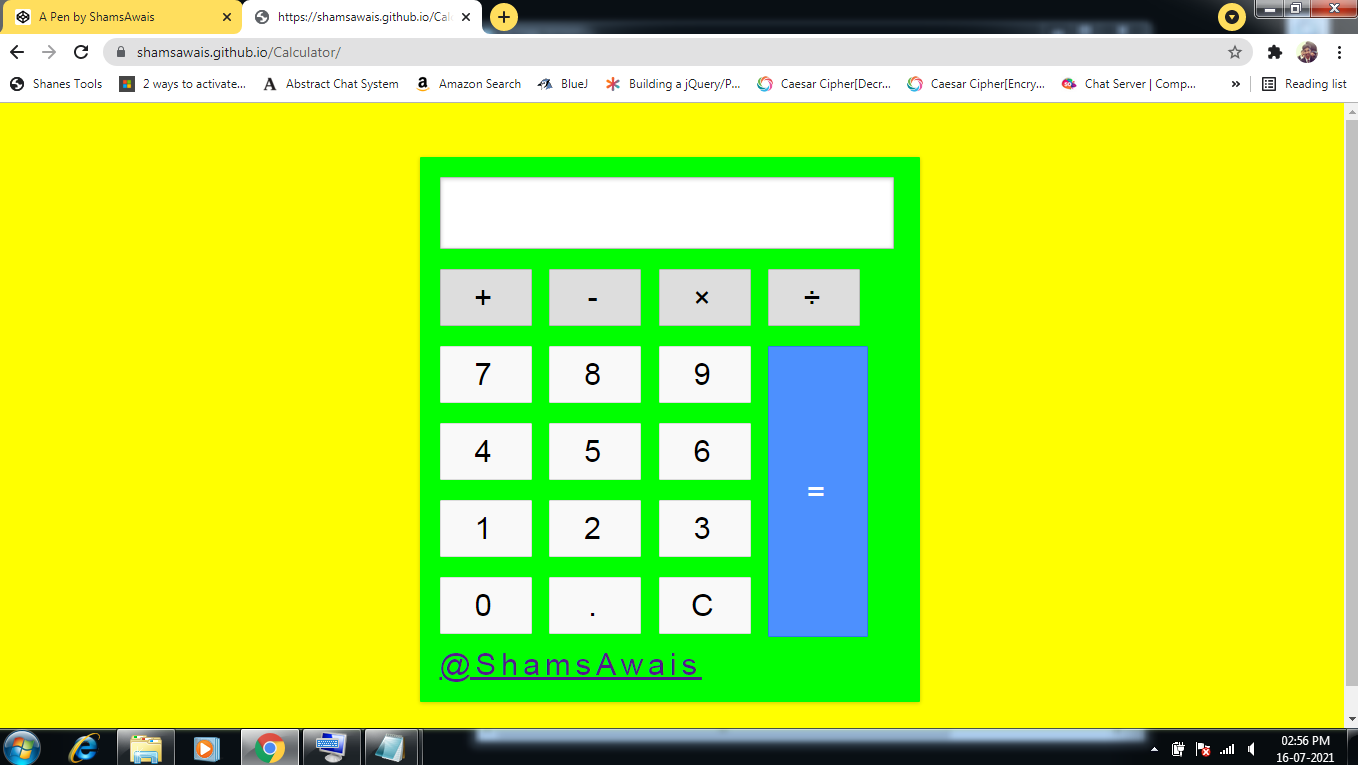 A Pen by ShamsAwais
https://shamsawais.github.io/Cal
shamsawais.github.io/Calculator/
Shanes Tools
2 ways to activate...
Abstract Chat System
Amazon Search
BlueJ
Building a jQuery/P...
Caesar Cipher[Decr...
Caesar Cipher[Encry...
Chat Server | Comp...
»
Reading list
+ - × ÷
7 8 9
4 5 6
=
1 2 3
0 . C
@ShamsAwais
02:56 PM
16-07-2021